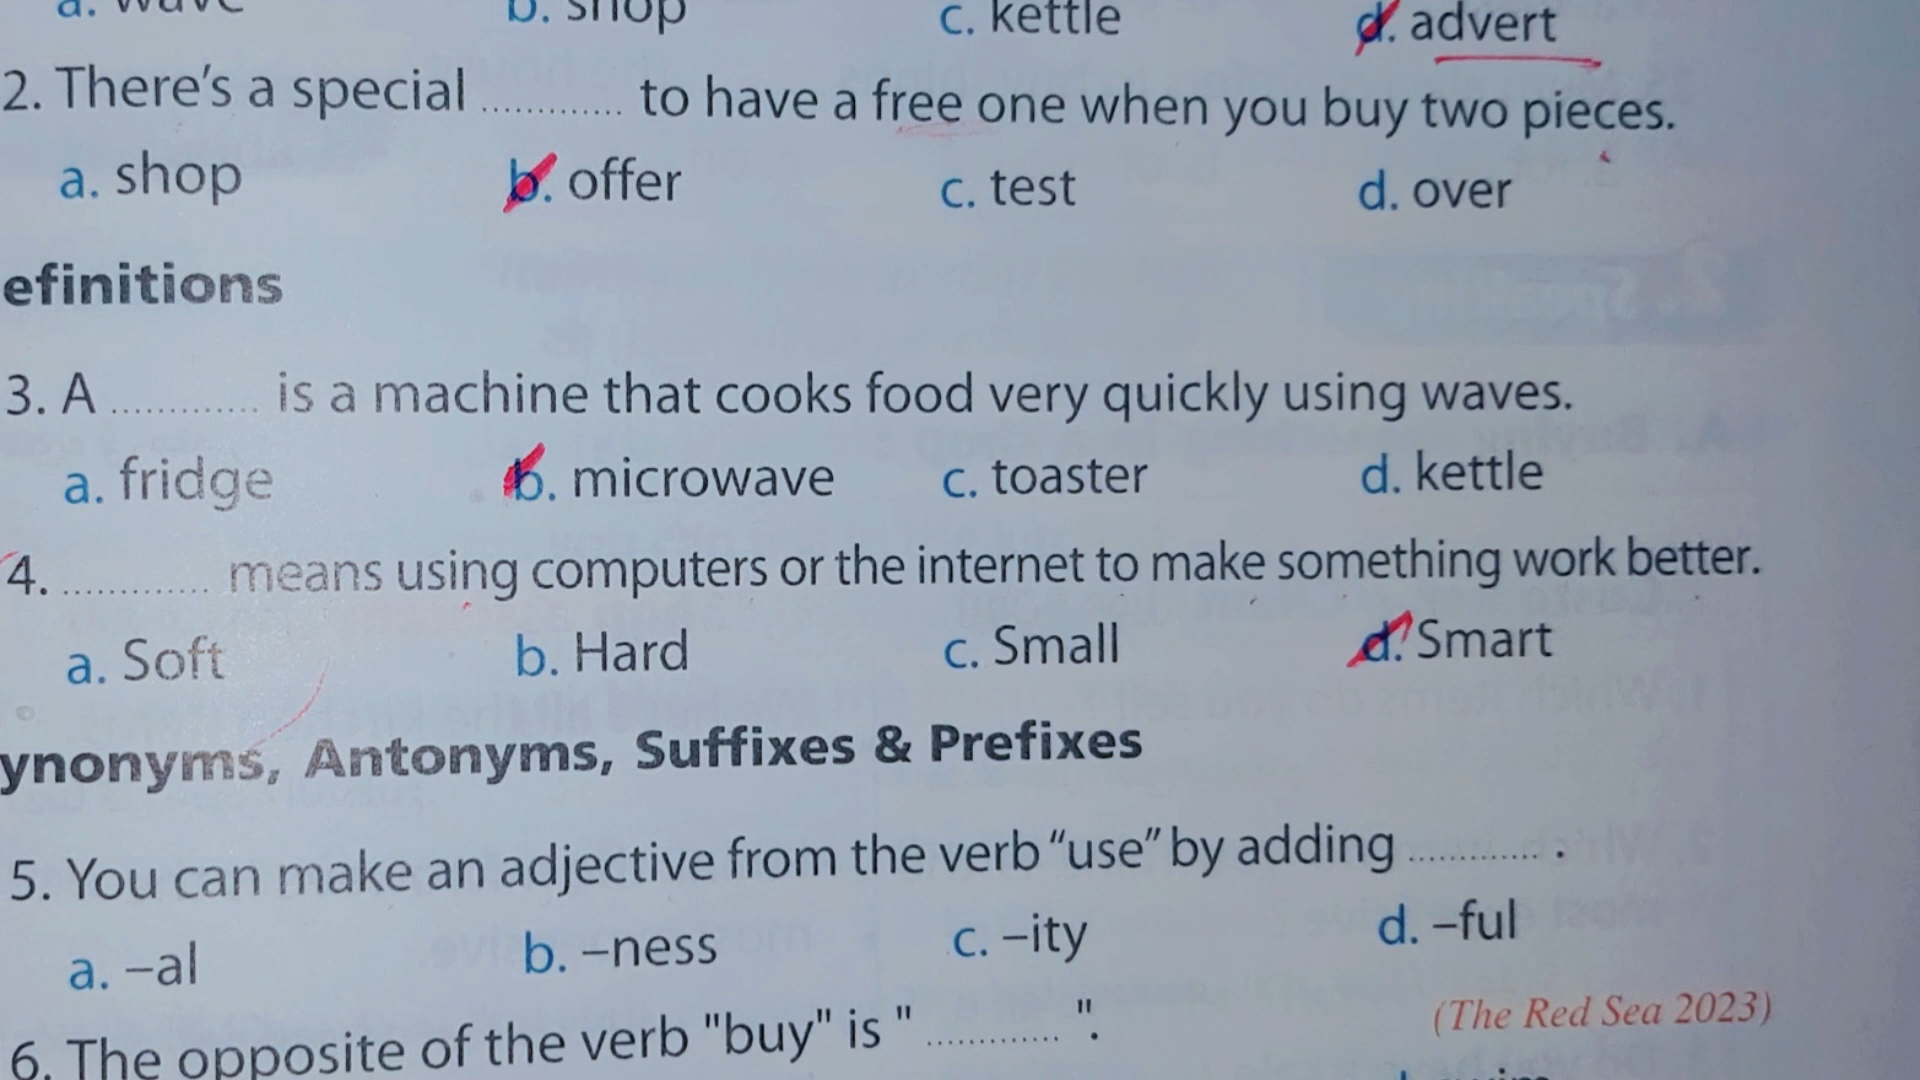 a. wave b. shop c. kettle d. advert
2. There's a special ............ to have a free one when you buy two pieces.
a. shop b. offer c. test d. over
efinitions
3. A ............ is a machine that cooks food very quickly using waves.
a. fridge b. microwave c. toaster d. kettle
4. ............ means using computers or the internet to make something work better.
a. Soft b. Hard c. Small d. Smart
ynonyms, Antonyms, Suffixes & Prefixes
5. You can make an adjective from the verb “use” by adding ............ .
a. –al b. –ness c. –ity d. –ful
6. The opposite of the verb "buy" is " ............ ". (The Red Sea 2023)